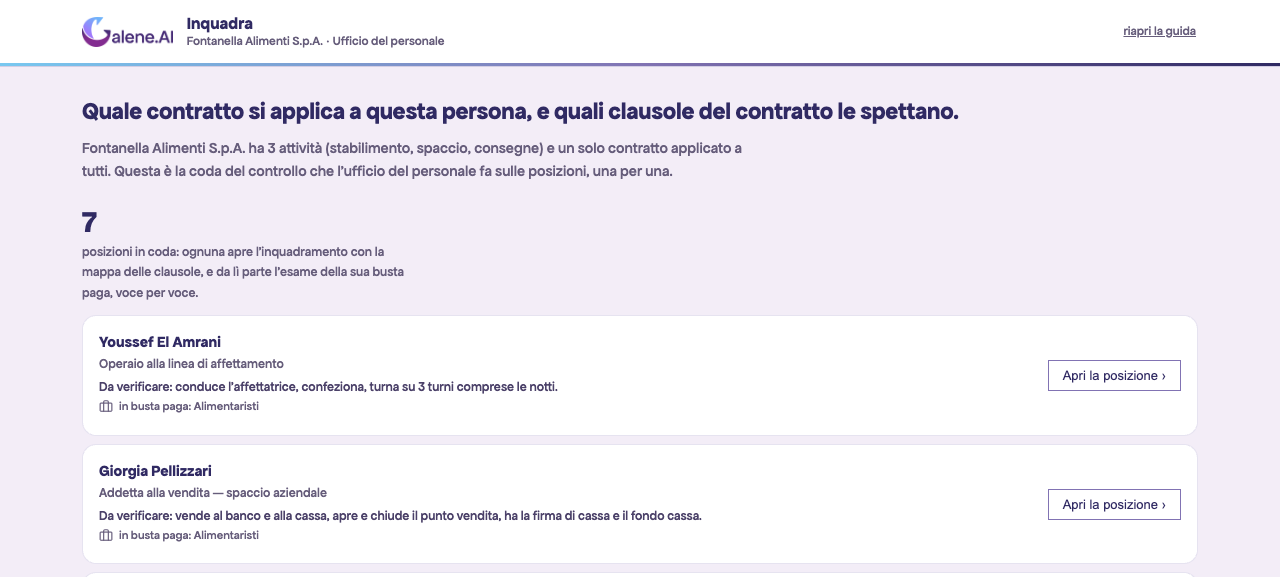 Galene.AI
Inquadra
Fontanella Alimenti S.p.A. · Ufficio del personale
riapri la guida
Quale contratto si applica a questa persona, e quali clausole del contratto le spettano.
Fontanella Alimenti S.p.A. ha 3 attività (stabilimento, spaccio, consegne) e un solo contratto applicato a
tutti. Questa è la coda del controllo che l'ufficio del personale fa sulle posizioni, una per una.
7
posizioni in coda: ognuna apre l'inquadramento con la
mappa delle clausole, e da lì parte l'esame della sua busta
paga, voce per voce.
Youssef El Amrani
Operaio alla linea di affettamento
Da verificare: conduce l'affettatrice, confeziona, turna su 3 turni comprese le notti.
in busta paga: Alimentaristi
Apri la posizione ›
Giorgia Pellizzari
Addetta alla vendita — spaccio aziendale
Da verificare: vende al banco e alla cassa, apre e chiude il punto vendita, ha la firma di cassa e il fondo cassa.
in busta paga: Alimentaristi
Apri la posizione ›